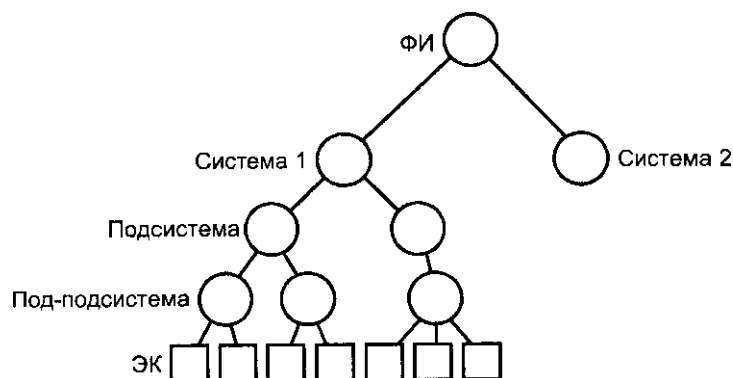 ФИ
Система 1
Система 2
Подсистема
Под-подсистема
ЭК